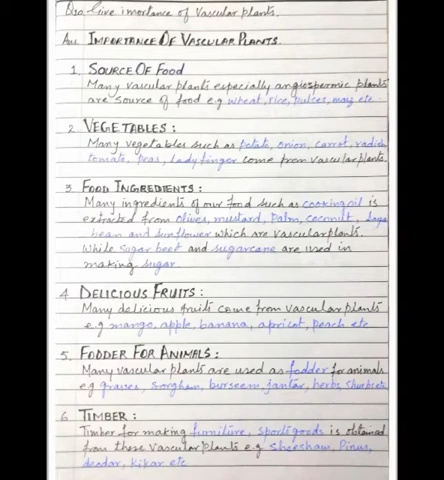 Q10. Give imortance of Vascular plants.
Ans. IMPORTANCE OF VASCULAR PLANTS.
1. SOURCE OF FOOD
Many vascular plants especially angiospermic plants
are source of food e.g wheat, rice, pulces, maiz etc
2 VEGETABLES:
Many vegetables such as potato, onion, carrot, radish
tomato, Peas, Lady finger come from vascular plants.
3 FOOD INGREDIENTS:
Many ingredients of our food such as cooking oil is
extracted from Olives, mustard, Palm, coconut,
bean and sunflower which are vascular plants.
While Sugar beet and sugarcane are used in
making sugar.
4 DELICIOUS FRUITS:
Many delicious fruits come from vascular plants
e.g mango, apple, banana, apricot, peach etc
5. FODDER FOR ANIMALS:
Many vascular plants are used as fodder for animals
e.g grasses, sorghan, burseem, jantar, herbs,
6 TIMBER:
Timber for making furniture, sports goods is obtained
from these vascular plants e.g Sheesham, Pinus,
deodar, Kikar etc